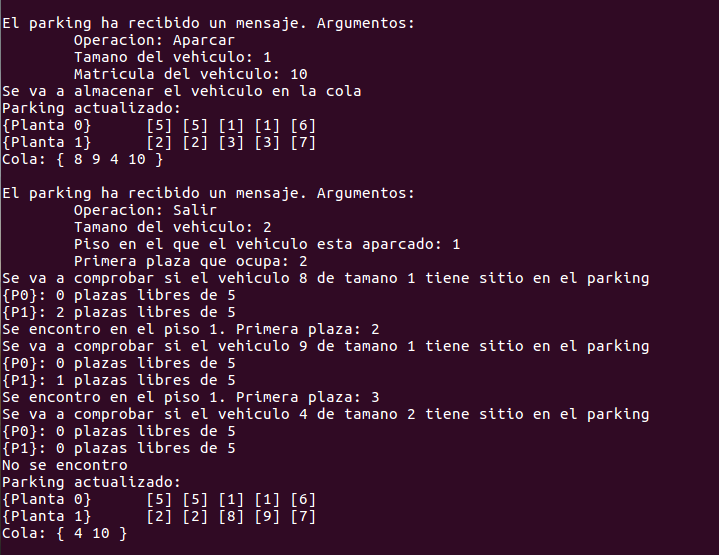 El parking ha recibido un mensaje. Argumentos:
Operacion: Aparcar
Tamano del vehiculo: 1
Matricula del vehiculo: 10
Se va a almacenar el vehiculo en la cola
Parking actualizado:
{Planta 0} [5] [5] [1] [1] [6]
{Planta 1} [2] [2] [3] [3] [7]
Cola: { 8 9 4 10 }
El parking ha recibido un mensaje. Argumentos:
Operacion: Salir
Tamano del vehiculo: 2
Piso en el que el vehiculo esta aparcado: 1
Primera plaza que ocupa: 2
Se va a comprobar si el vehiculo 8 de tamano 1 tiene sitio en el parking
{P0}: 0 plazas libres de 5
{P1}: 2 plazas libres de 5
Se encontro en el piso 1. Primera plaza: 2
Se va a comprobar si el vehiculo 9 de tamano 1 tiene sitio en el parking
{P0}: 0 plazas libres de 5
{P1}: 1 plazas libres de 5
Se encontro en el piso 1. Primera plaza: 3
Se va a comprobar si el vehiculo 4 de tamano 2 tiene sitio en el parking
{P0}: 0 plazas libres de 5
{P1}: 0 plazas libres de 5
No se encontro
Parking actualizado:
{Planta 0} [5] [5] [1] [1] [6]
{Planta 1} [2] [2] [8] [9] [7]
Cola: { 4 10 }